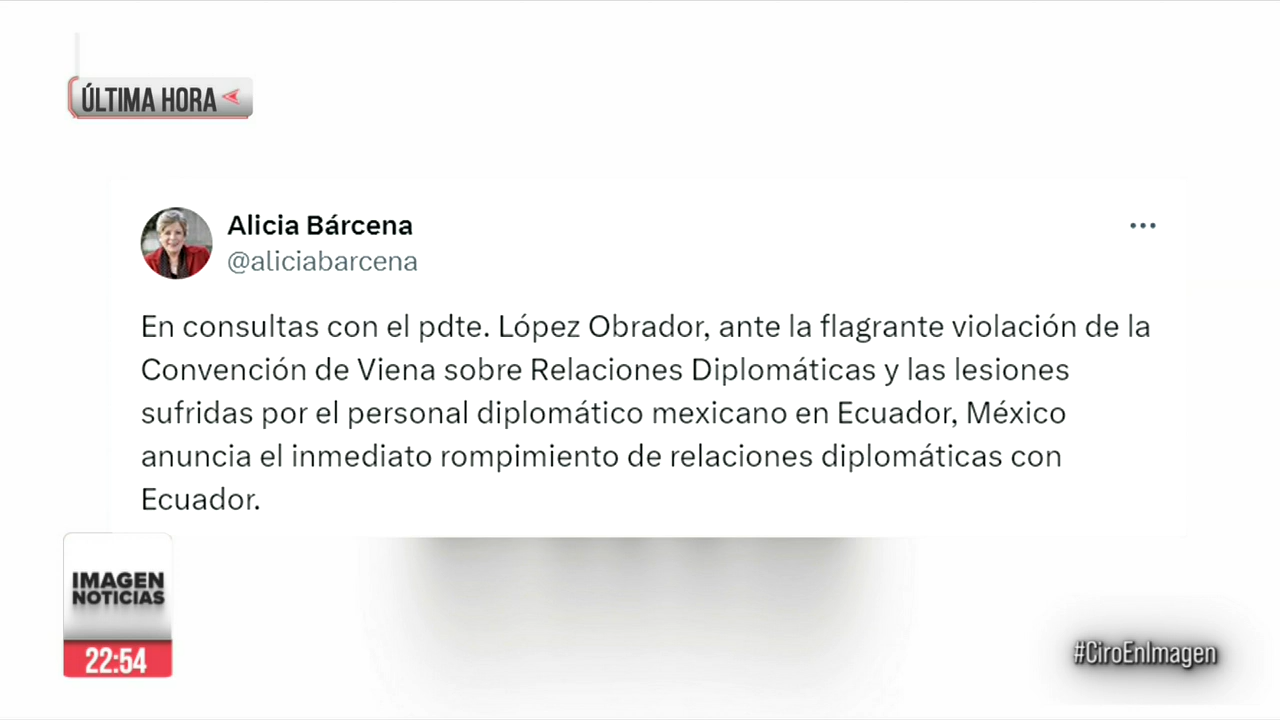 ÚLTIMA HORA
Alicia Bárcena
@aliciabarcena
En consultas con el pdte. López Obrador, ante la flagrante violación de la
Convención de Viena sobre Relaciones Diplomáticas y las lesiones
sufridas por el personal diplomático mexicano en Ecuador, México
anuncia el inmediato rompimiento de relaciones diplomáticas con
Ecuador.
IMAGEN
NOTICIAS
22:54
#CiroEnImagen